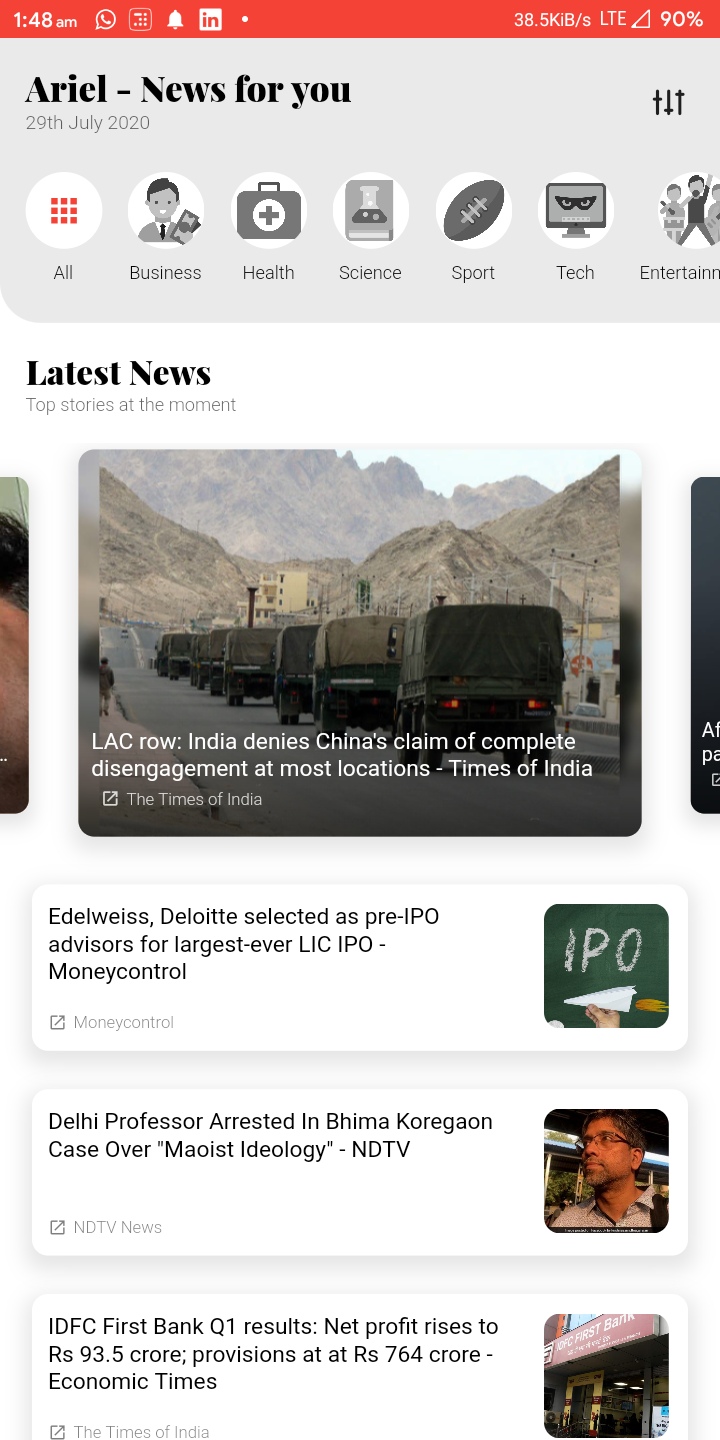 1:48 am
38.5KiB/s LTE 90%
Ariel - News for you
29th July 2020
All
Business
Health
Science
Sport
Tech
Entertainn
Latest News
Top stories at the moment
...
LAC row: India denies China's claim of complete
disengagement at most locations - Times of India
The Times of India
Af
pa
Edelweiss, Deloitte selected as pre-IPO
advisors for largest-ever LIC IPO -
Moneycontrol
IPO
Moneycontrol
Delhi Professor Arrested In Bhima Koregaon
Case Over "Maoist Ideology" - NDTV
NDTV News
IDFC First Bank Q1 results: Net profit rises to
Rs 93.5 crore; provisions at at Rs 764 crore -
Economic Times
IDFC FIRST Bank
The Times of India